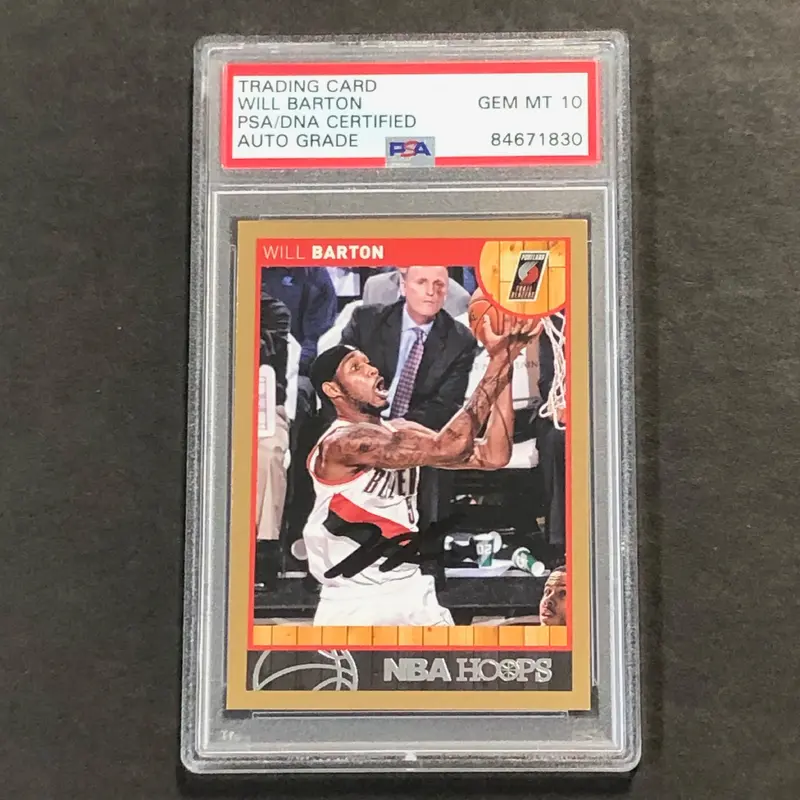 TRADING CARD
WILL BARTON
PSA/DNA CERTIFIED
AUTO GRADE
GEM MT 10
84671830
PSA
WILL BARTON
PORTLAND
TRAIL BLAZERS
NBA HOOPS